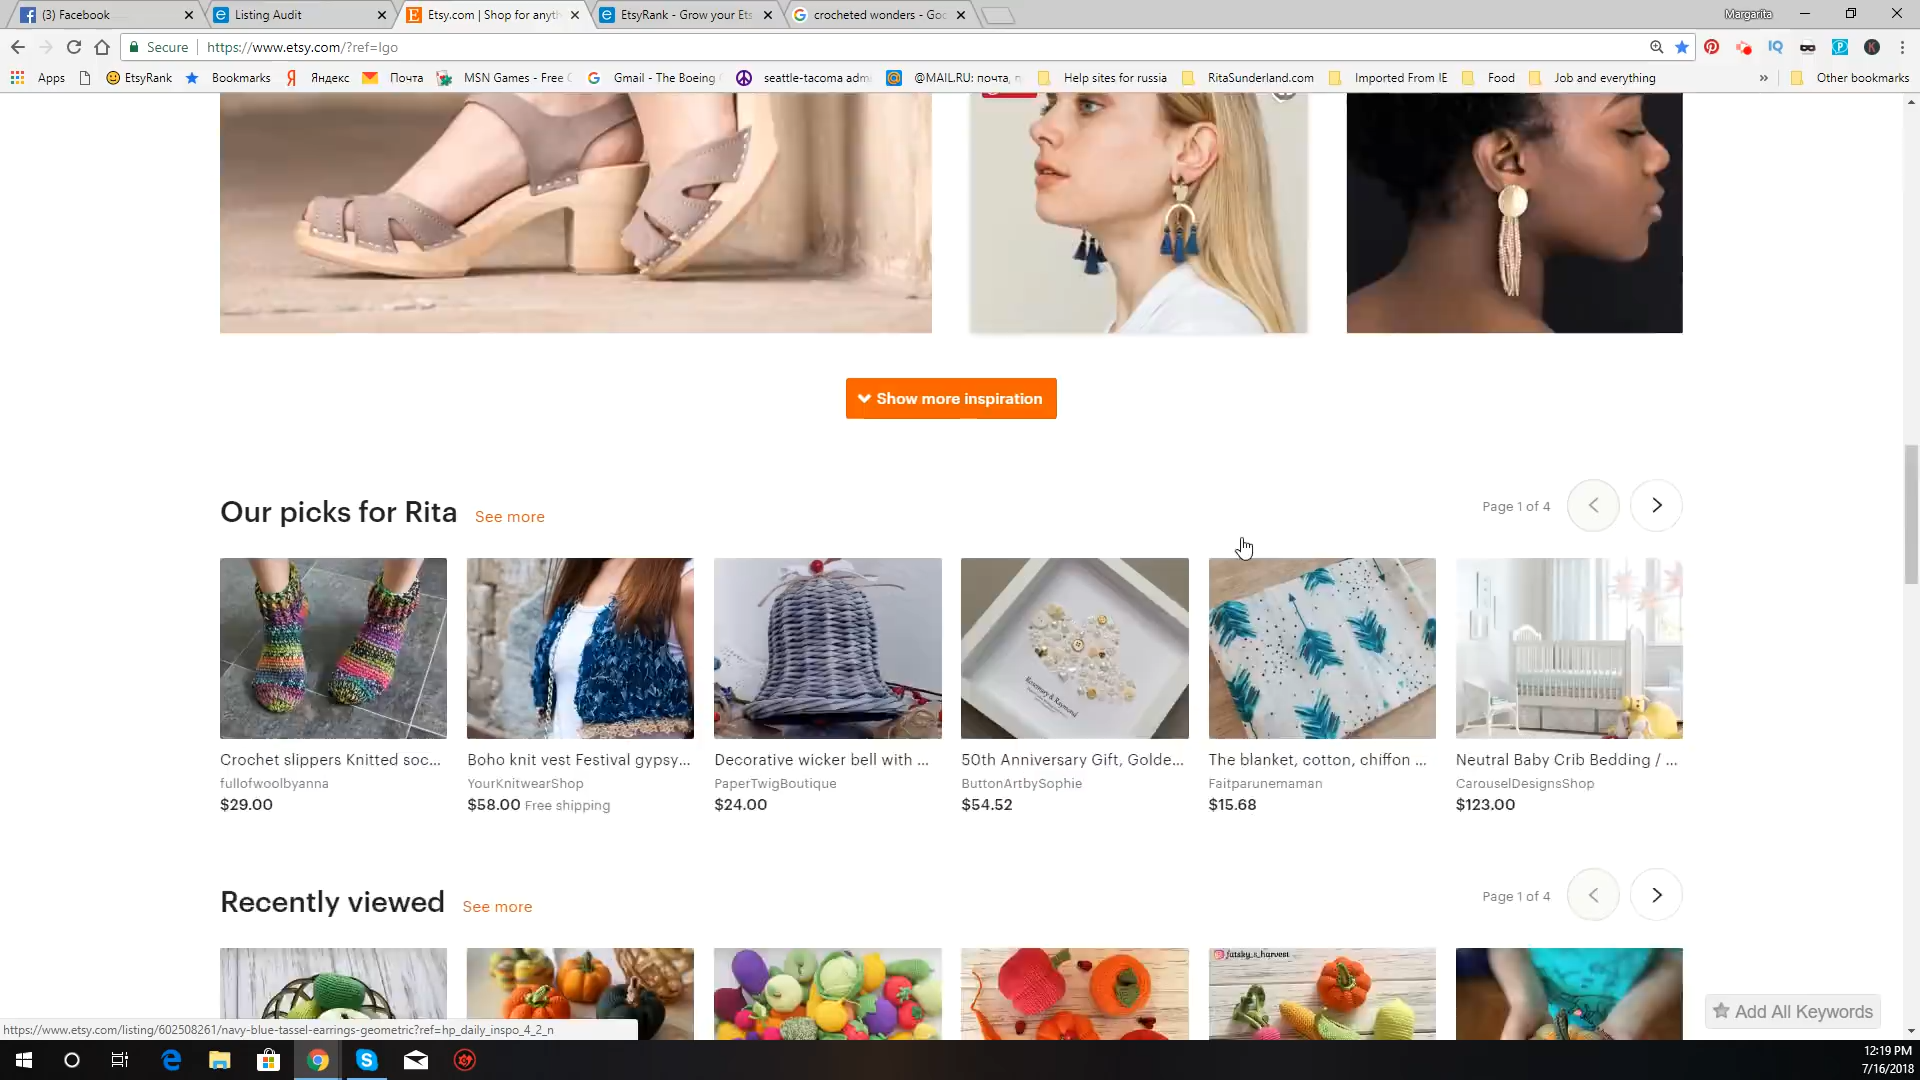 (3) Facebook
Listing Audit
Etsy.com | Shop for anyth
EtsyRank - Grow your Ets
crocheted wonders - Goo
Margarita
Secure
https://www.etsy.com/?ref=lgo
Apps
EtsyRank
Bookmarks
Яндекс
Почта
MSN Games - Free
Gmail - The Boeing
seattle-tacoma adm
@MAIL.RU: почта,
Help sites for russia
RitaSunderland.com
Imported From IE
Food
Job and everything
»
Other bookmarks
Show more inspiration
Our picks for Rita See more
Page 1 of 4
Rosemary & Raymond
Crochet slippers Knitted soc...
fullofwoolbyanna
$29.00
Boho knit vest Festival gypsy...
YourKnitwearShop
$58.00 Free shipping
Decorative wicker bell with ...
PaperTwigBoutique
$24.00
50th Anniversary Gift, Golde...
ButtonArtbySophie
$54.52
The blanket, cotton, chiffon ...
Faitparunemaman
$15.68
Neutral Baby Crib Bedding / ...
CarouselDesignsShop
$123.00
Recently viewed See more
Page 1 of 4
Add All Keywords
https://www.etsy.com/listing/602508261/navy-blue-tassel-earrings-geometric?ref=hp_daily_inspo_4_2_n
12:19 PM
7/16/2018